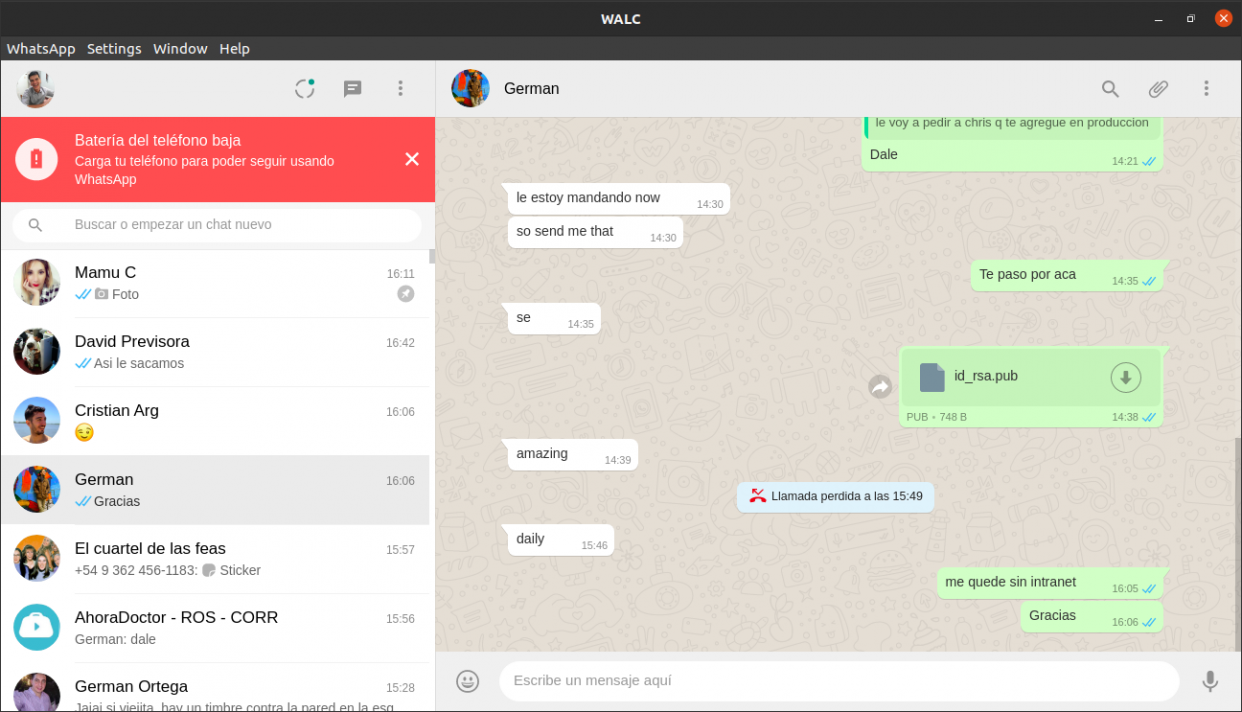 WALC
WhatsApp Settings Window Help
Batería del teléfono baja
Carga tu teléfono para poder seguir usando
WhatsApp
Buscar o empezar un chat nuevo
Mamu C 16:11
Foto
David Previsora 16:42
Asi le sacamos
Cristian Arg 16:06
German 16:06
Gracias
El cuartel de las feas 15:57
+54 9 362 456-1183: Sticker
AhoraDoctor - ROS - CORR 15:56
German: dale
German Ortega 15:28
Jajaj si viejita, hay un timbre contra la pared en la esq
German
le voy a pedir a chris q te agregue en produccion
Dale 14:21
le estoy mandando now 14:30
so send me that 14:30
Te paso por aca 14:35
se 14:35
id_rsa.pub
PUB • 748 B 14:38
amazing 14:39
Llamada perdida a las 15:49
daily 15:46
me quede sin intranet 16:05
Gracias 16:06
Escribe un mensaje aquí